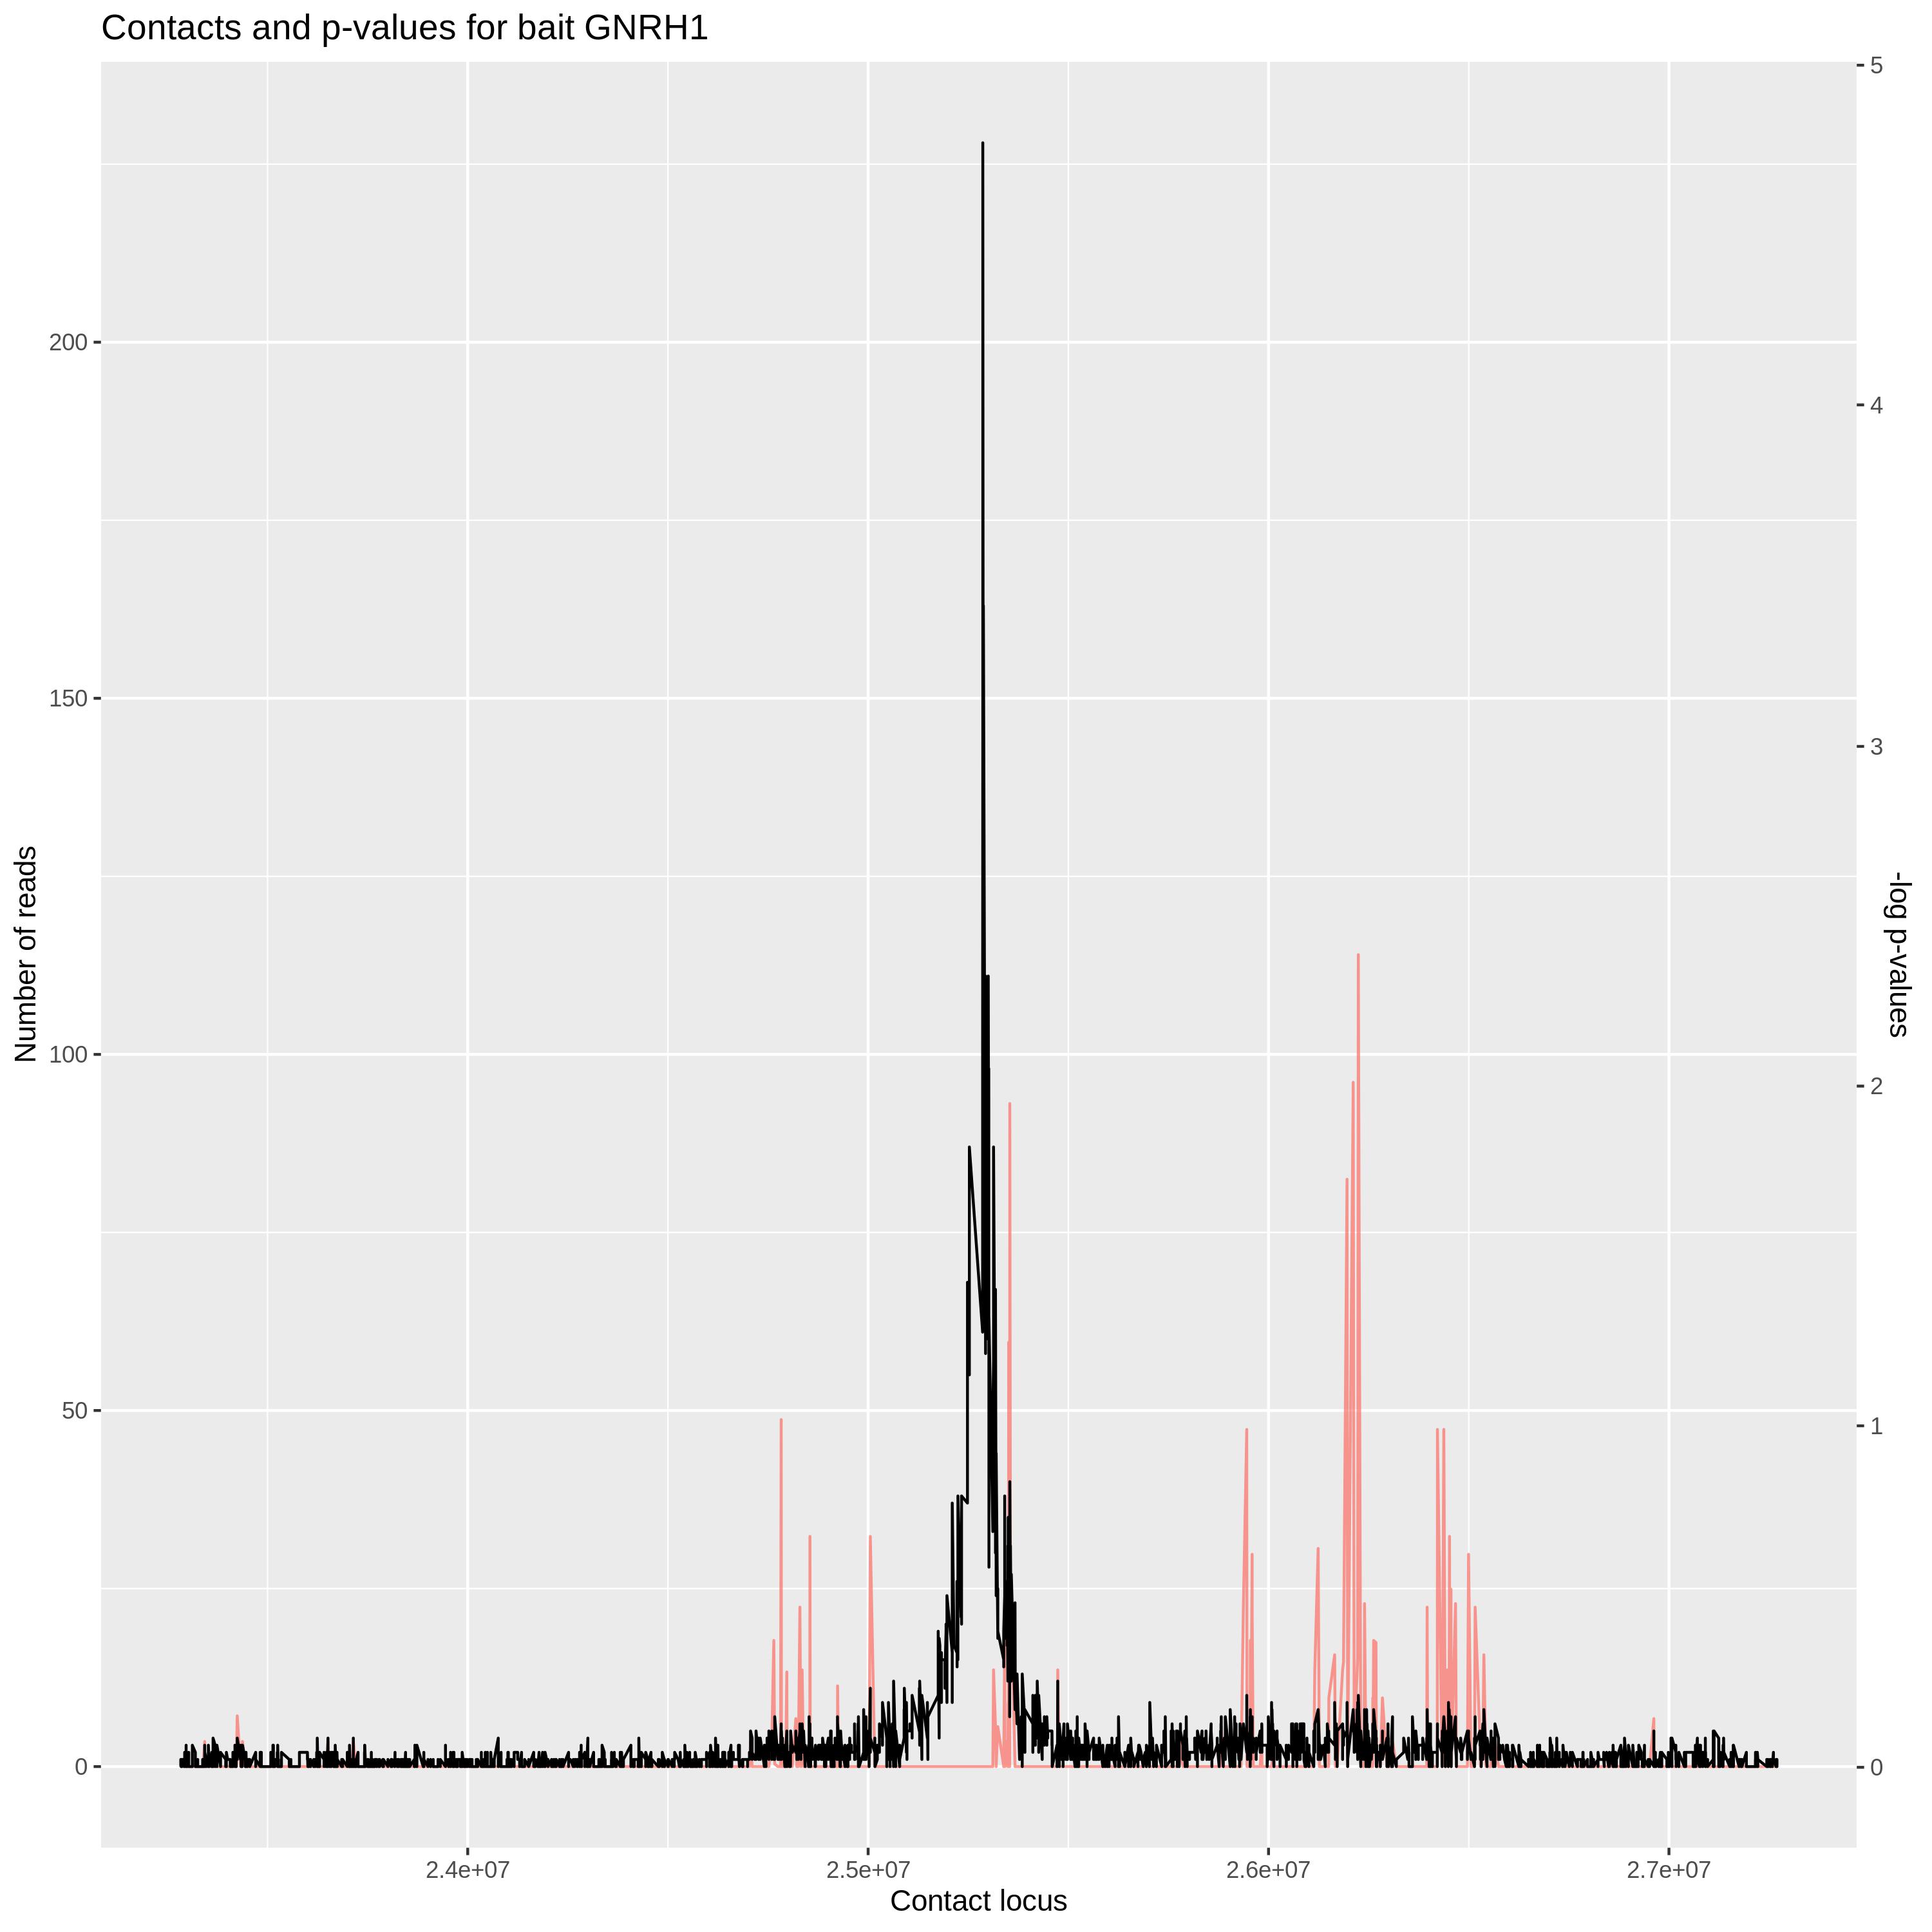 Contacts and p-values for bait GNRH1
Number of reads
200
150
100
50
0
5
4
3
2
1
0
-log p-values
2.4e+07 2.5e+07 2.6e+07 2.7e+07
Contact locus